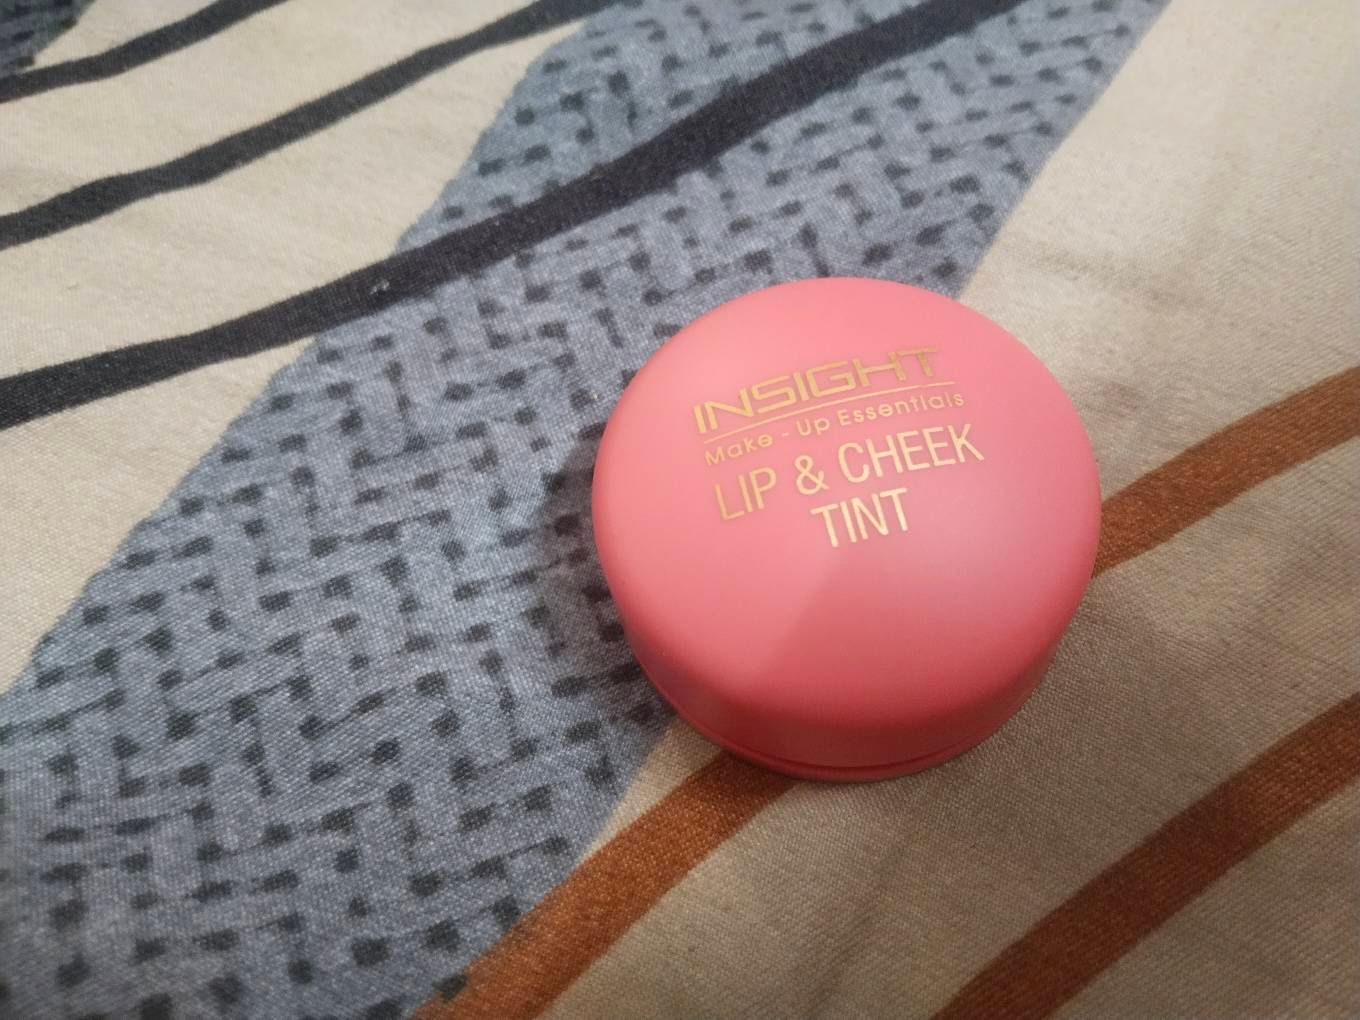 INSIGHT
Make - Up Essentials
LIP & CHEEK
TINT